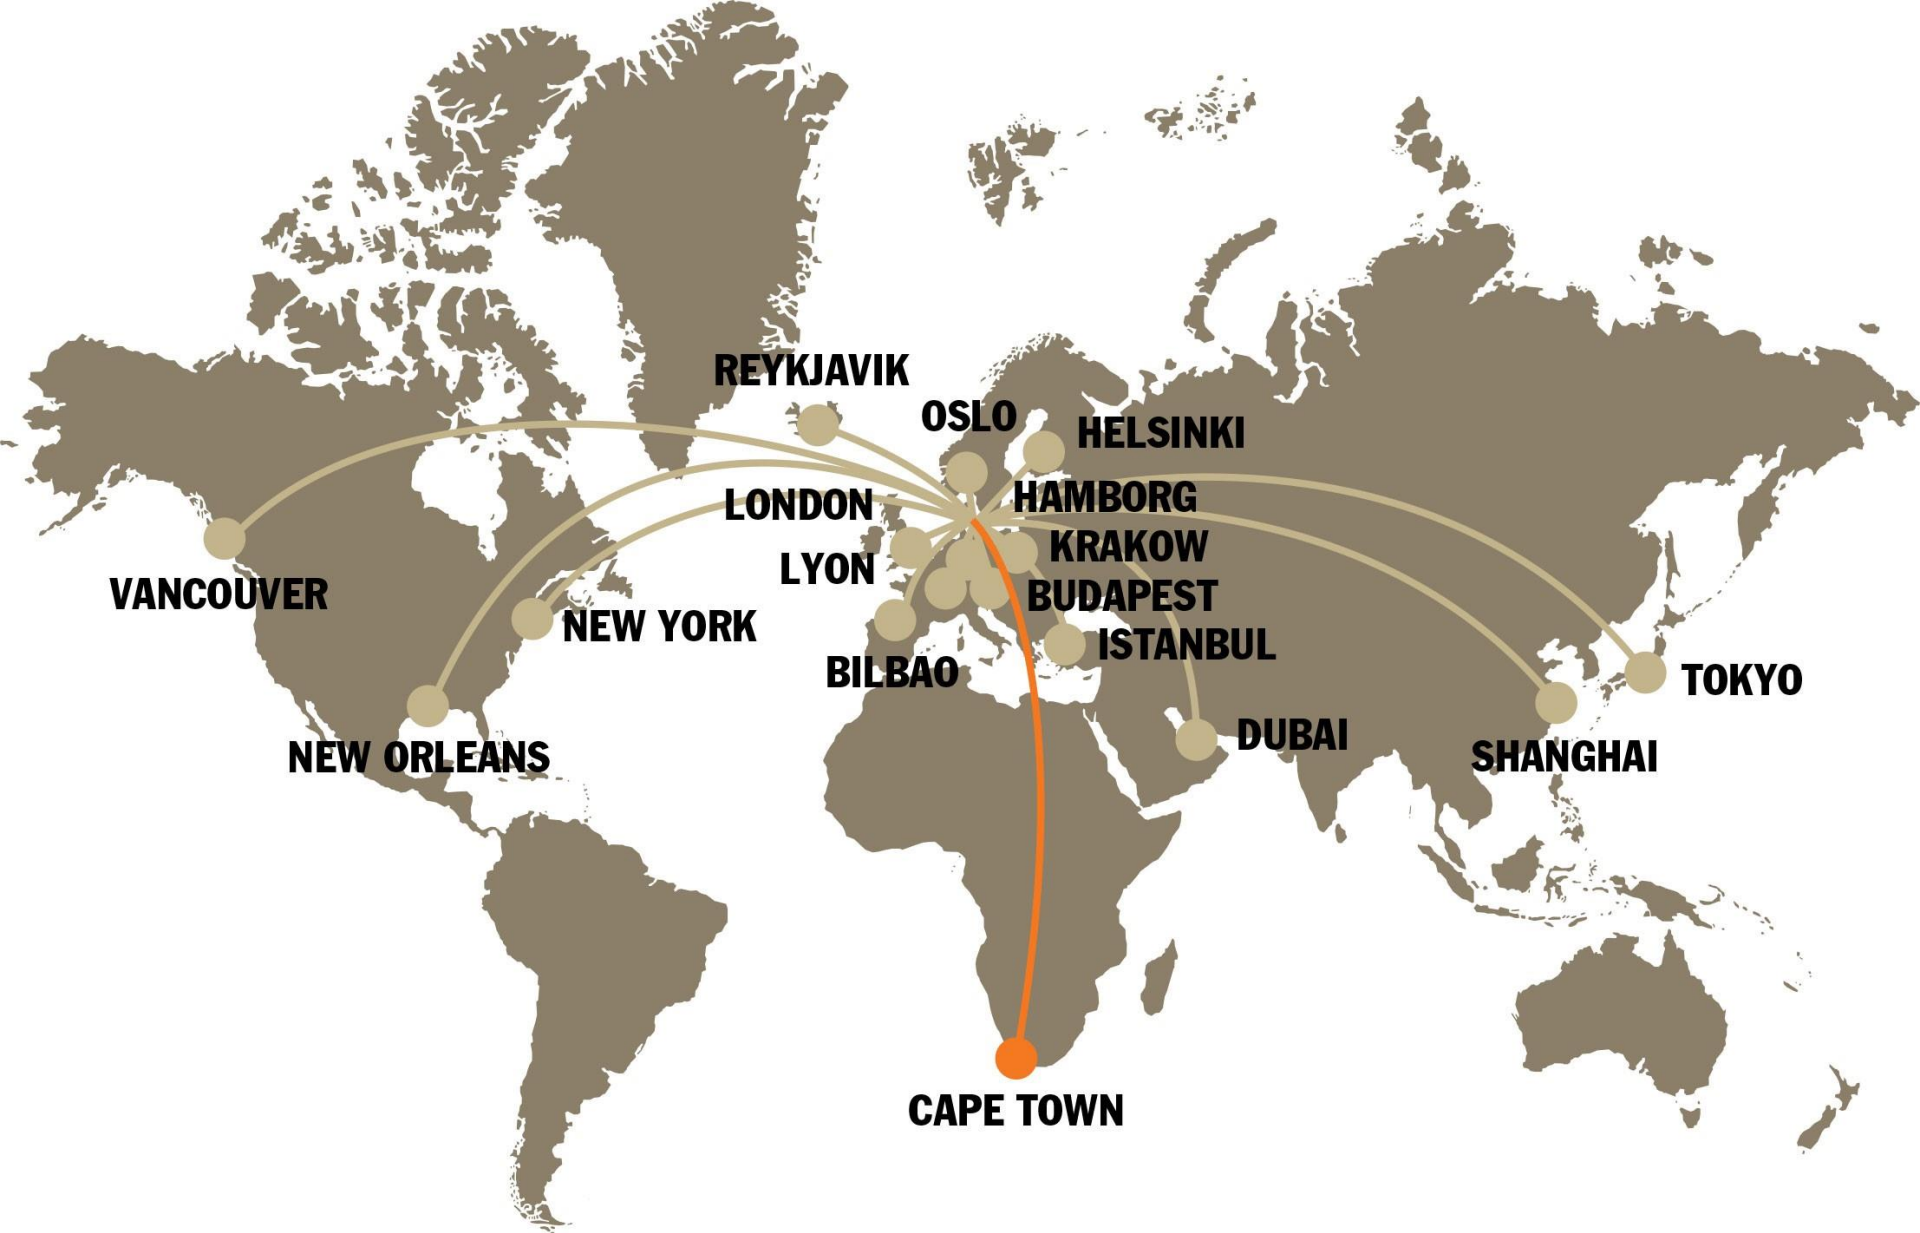 REYKJAVIK
OSLO
HELSINKI
LONDON
HAMBORG
KRAKOW
LYON
VANCOUVER
BUDAPEST
NEW YORK
ISTANBUL
BILBAO
TOKYO
DUBAI
NEW ORLEANS
SHANGHAI
CAPE TOWN